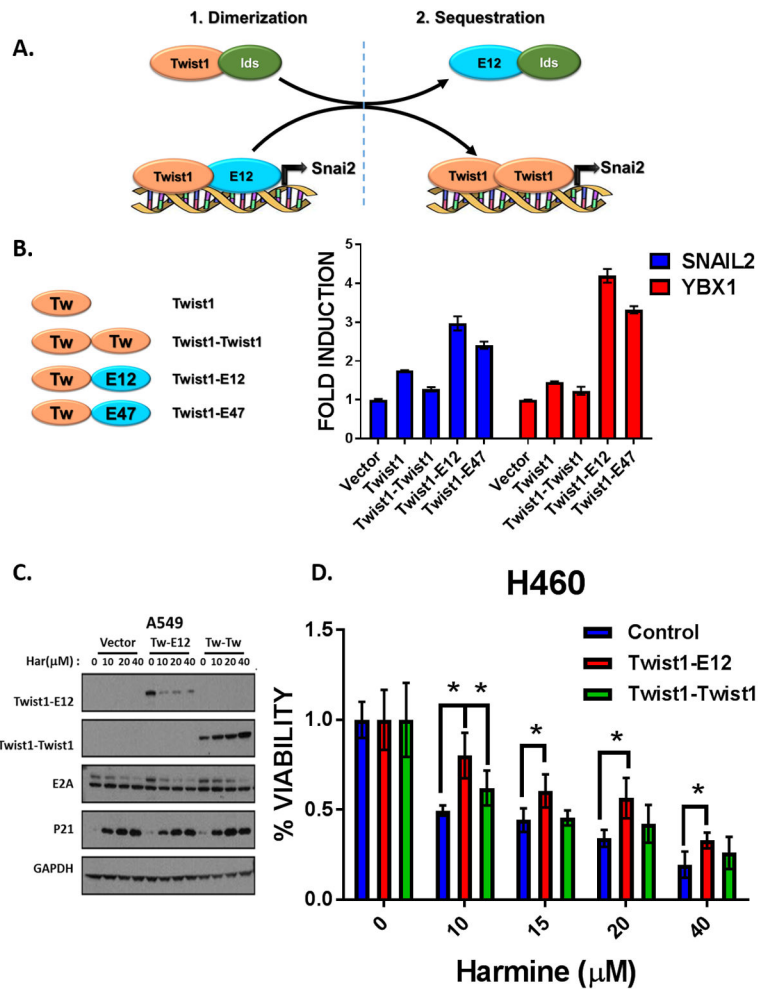 1. Dimerization
2. Sequestration
A.
Twist1 Ids
E12 Ids
Twist1 E12 Snai2
Twist1 Twist1 Snai2
B.
Tw Twist1
Tw Tw Twist1-Twist1
Tw E12 Twist1-E12
Tw E47 Twist1-E47
FOLD INDUCTION
5
4
3
2
1
0
SNAIL2
YBX1
Vector
Twist1
Twist1-Twist1
Twist1-E12
Twist1-E47
Vector
Twist1
Twist1-Twist1
Twist1-E12
Twist1-E47
C.
A549
Vector Tw-E12 Tw-Tw
Har(µM) : 0 10 20 40 0 10 20 40 0 10 20 40
Twist1-E12
Twist1-Twist1
E2A
P21
GAPDH
D.
H460
% VIABILITY
1.5
1.0
0.5
0.0
Control
Twist1-E12
Twist1-Twist1
* * * * *
0 10 15 20 40
Harmine (µM)